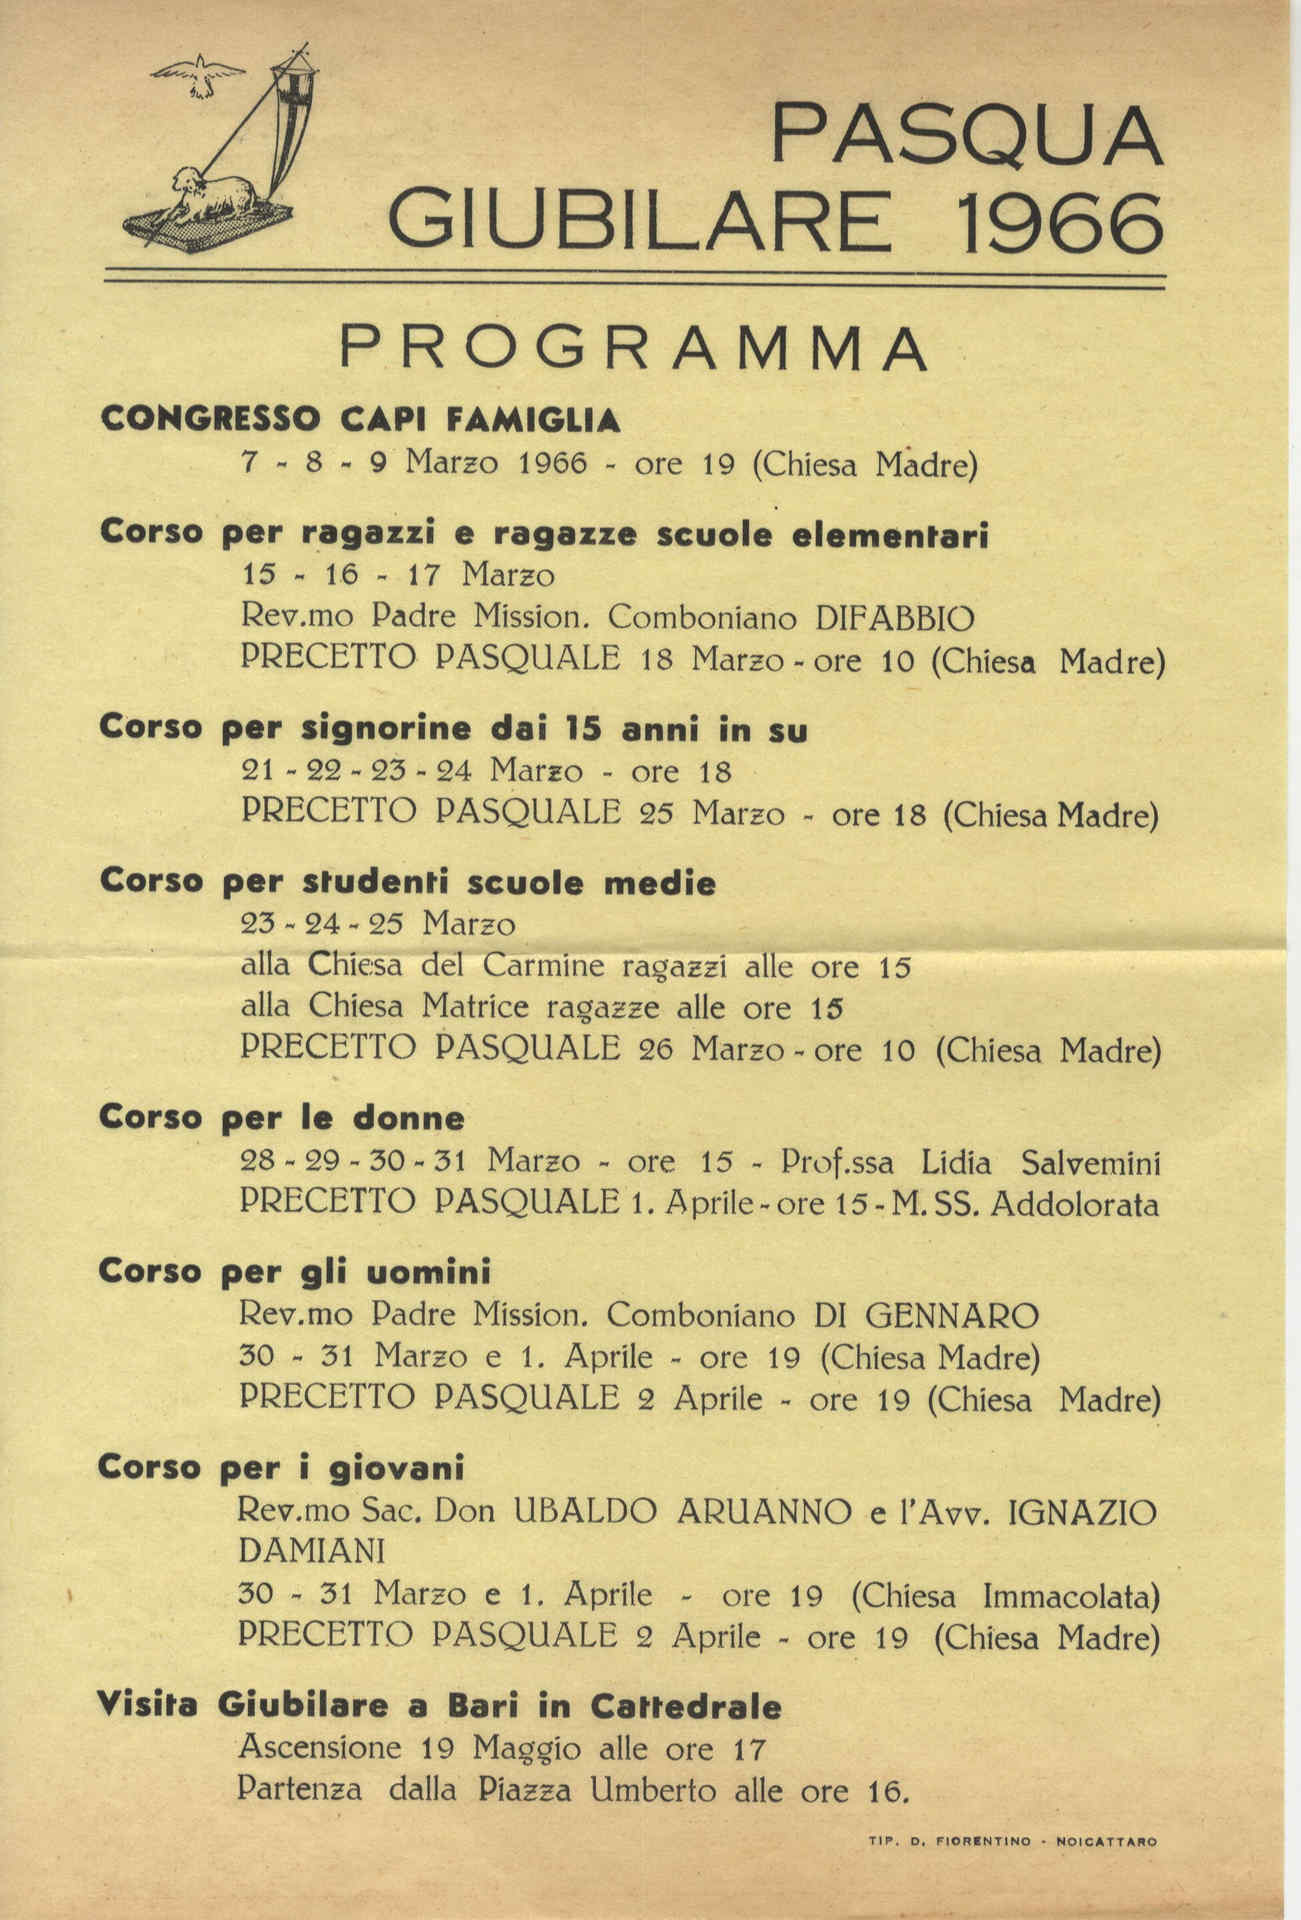 PASQUA
GIUBILARE 1966
PROGRAMMA
CONGRESSO CAPI FAMIGLIA
7 - 8 - 9 Marzo 1966 - ore 19 (Chiesa Madre)
Corso per ragazzi e ragazze scuole elementari
15 - 16 - 17 Marzo
Rev.mo Padre Mission. Comboniano DIFABBIO
PRECETTO PASQUALE 18 Marzo - ore 10 (Chiesa Madre)
Corso per signorine dai 15 anni in su
21 - 22 - 23 - 24 Marzo - ore 18
PRECETTO PASQUALE 25 Marzo - ore 18 (Chiesa Madre)
Corso per studenti scuole medie
23 - 24 - 25 Marzo
alla Chiesa del Carmine ragazzi alle ore 15
alla Chiesa Matrice ragazze alle ore 15
PRECETTO PASQUALE 26 Marzo - ore 10 (Chiesa Madre)
Corso per le donne
28 - 29 - 30 - 31 Marzo - ore 15 - Prof.ssa Lidia Salvemini
PRECETTO PASQUALE 1. Aprile - ore 15 - M. SS. Addolorata
Corso per gli uomini
Rev.mo Padre Mission. Comboniano DI GENNARO
30 - 31 Marzo e 1. Aprile - ore 19 (Chiesa Madre)
PRECETTO PASQUALE 2 Aprile - ore 19 (Chiesa Madre)
Corso per i giovani
Rev.mo Sac. Don UBALDO ARUANNO e l'Avv. IGNAZIO
DAMIANI
30 - 31 Marzo e 1. Aprile - ore 19 (Chiesa Immacolata)
PRECETTO PASQUALE 2 Aprile - ore 19 (Chiesa Madre)
Visita Giubilare a Bari in Cattedrale
Ascensione 19 Maggio alle ore 17
Partenza dalla Piazza Umberto alle ore 16.
TIP. D. FIORENTINO - NOICATTARO